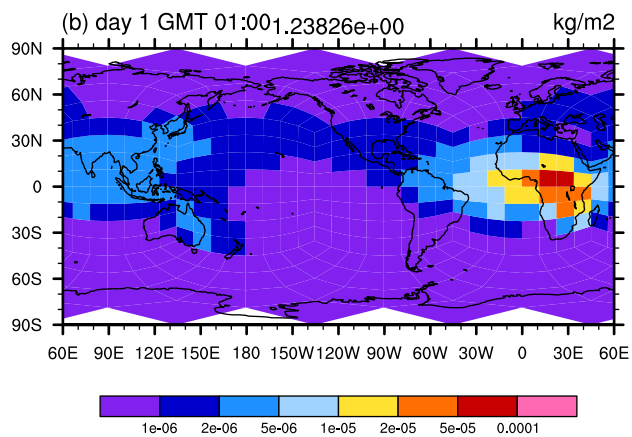 (b) day 1 GMT 01:00 1.23826e+00 kg/m2
90N
60N
30N
0
30S
60S
90S
60E 90E 120E 150E 180 150W 120W 90W 60W 30W 0 30E 60E
1e-06 2e-06 5e-06 1e-05 2e-05 5e-05 0.0001